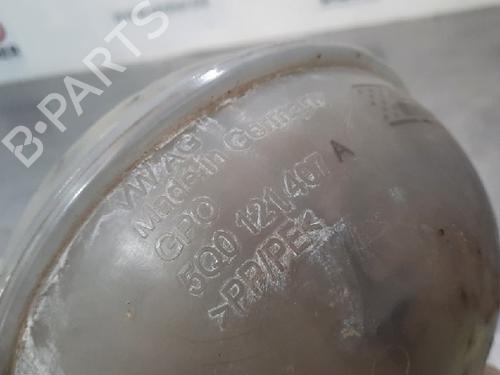 B-PARTS
VW AG
Made in Germany
GPO
5Q0 121 407 A
>PP/PE<